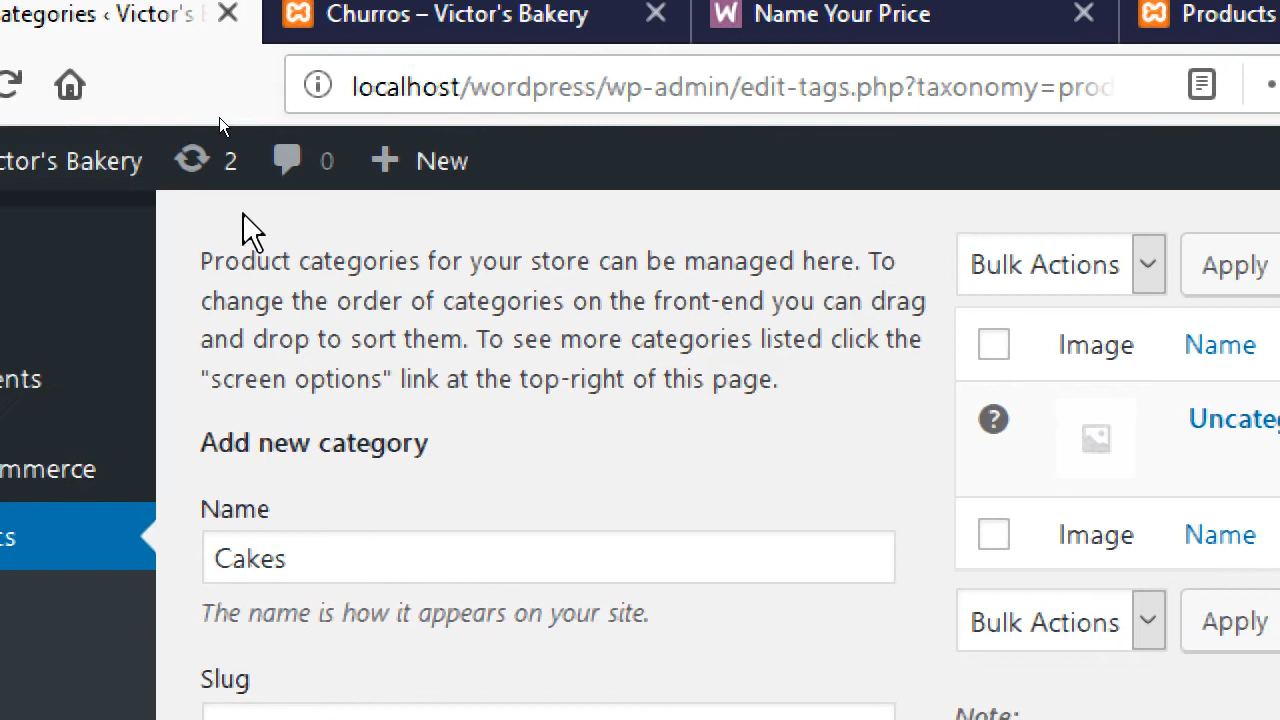 ategories ‹ Victor's
Churros – Victor's Bakery
Name Your Price
Products
localhost/wordpress/wp-admin/edit-tags.php?taxonomy=prod
ctor's Bakery
2
0
New
Product categories for your store can be managed here. To
change the order of categories on the front-end you can drag
and drop to sort them. To see more categories listed click the
"screen options" link at the top-right of this page.
Add new category
Name
Cakes
The name is how it appears on your site.
Slug
ents
mmerce
ts
Bulk Actions
Apply
Image
Name
Uncateg
Image
Name
Bulk Actions
Apply
Note: